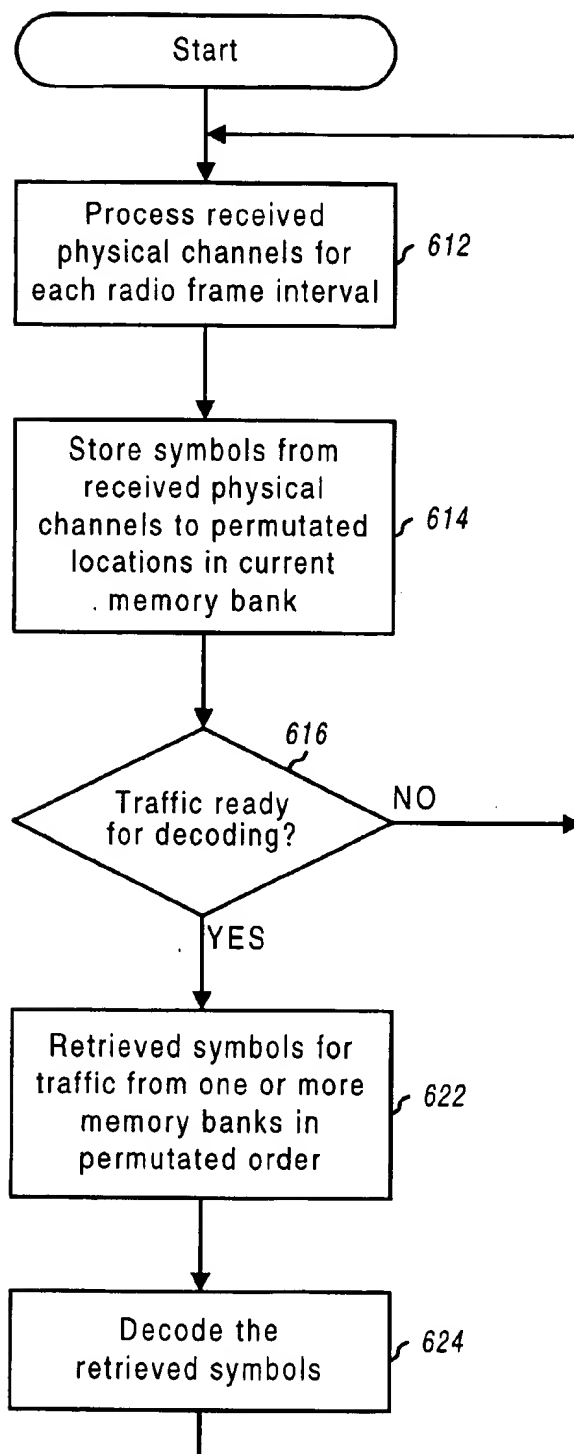 Start
Process received
physical channels for
each radio frame interval
612
Store symbols from
received physical
channels to permutated
locations in current
memory bank
614
616
Traffic ready
for decoding?
NO
YES
Retrieved symbols for
traffic from one or more
memory banks in
permutated order
622
Decode the
retrieved symbols
624